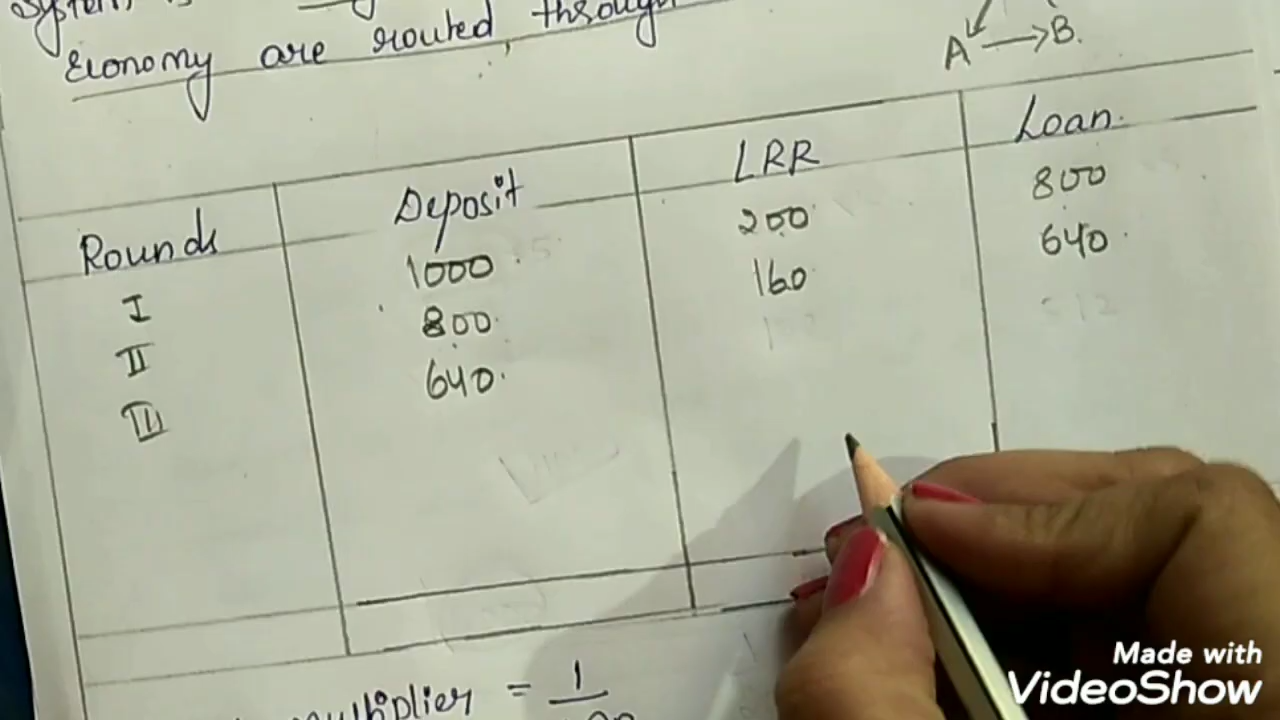 Economy are routed through
A → B.
Rounds Deposit LRR Loan.
I 1000 200 800
II 800 160 640
III 640 512
multiplier = 1
Made with
VideoShow